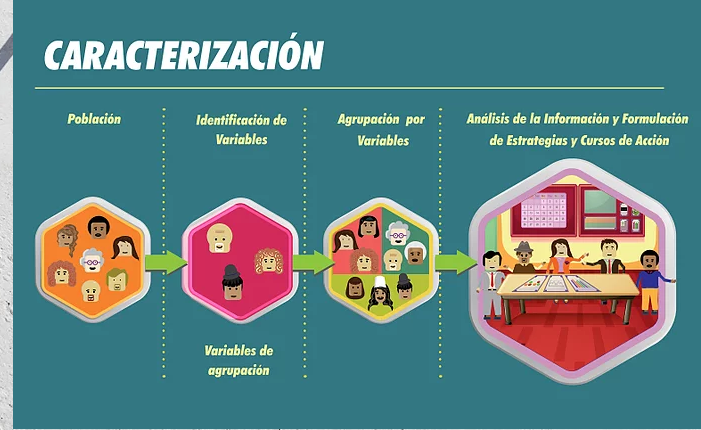 CARACTERIZACIÓN
Población
Identificación de
Variables
Agrupación por
Variables
Análisis de la Información y Formulación
de Estrategias y Cursos de Acción
Variables de
agrupación